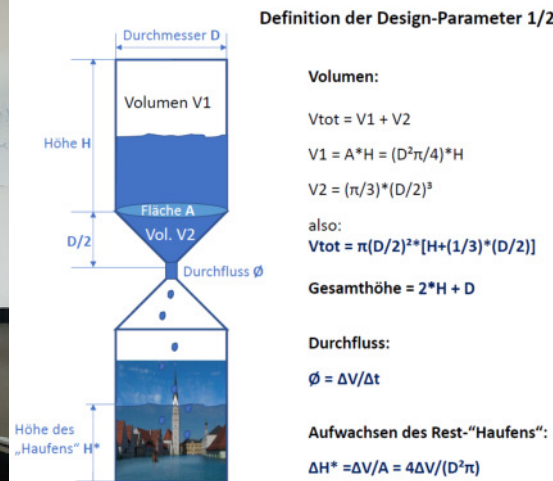 Definition der Design-Parameter 1/2
Durchmesser D
Volumen V1
Höhe H
Fläche A
D/2
Vol. V2
Durchfluss Ø
Höhe des
„Haufens“ H*
Volumen:
Vtot = V1 + V2
V1 = A*H = (D²π/4)*H
V2 = (π/3)*(D/2)³
also:
Vtot = π(D/2)²*[H+(1/3)*(D/2)]
Gesamthöhe = 2*H + D
Durchfluss:
Ø = ΔV/Δt
Aufwachsen des Rest-“Haufens“:
ΔH* =ΔV/A = 4ΔV/(D²π)